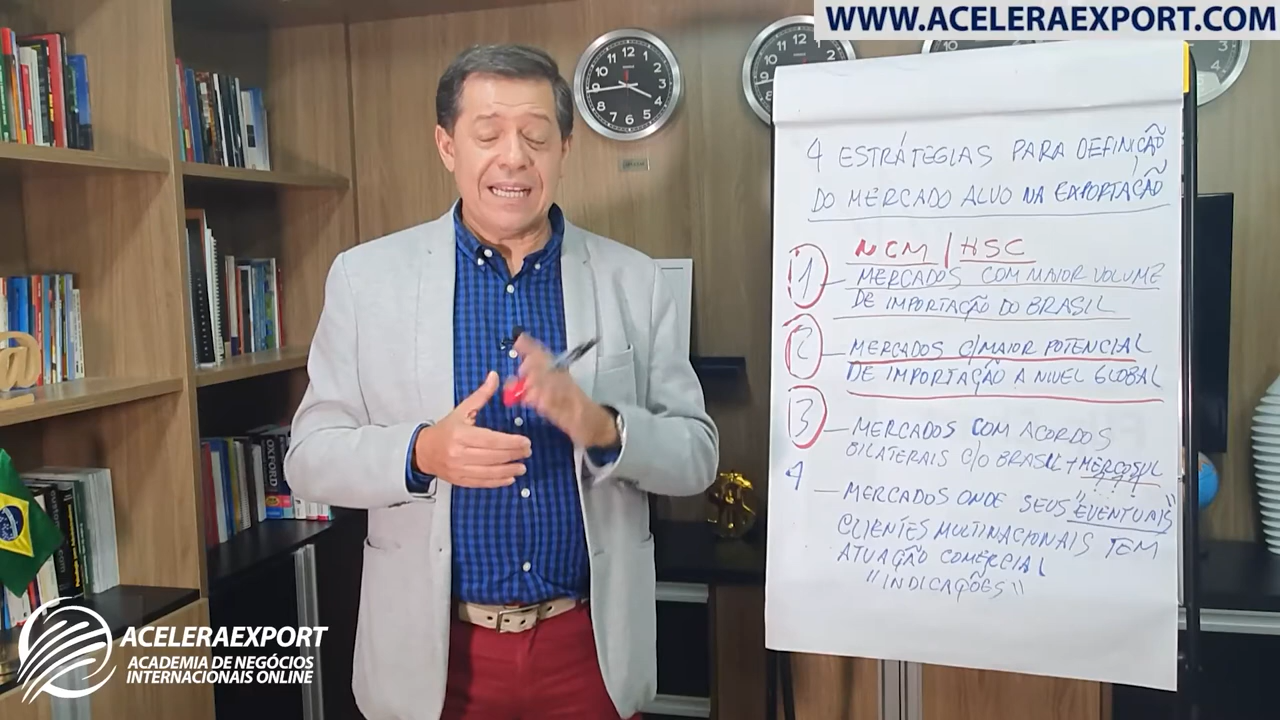 WWW.ACELERAEXPORT.COM
4 ESTRÁTÉGIAS PARA DEFINIÇÃO
DO MERCADO ALVO NA EXPORTAÇÃO
NCM / HSC
1 - MERCADOS COM MAIOR VOLUME
DE IMPORTAÇÃO DO BRASIL
2 - MERCADOS C/MAIOR POTENCIAL
DE IMPORTAÇÃO A NIVEL GLOBAL
3 - MERCADOS COM ACORDOS
BILATERAIS C/O BRASIL + MERCOSUL
4 - MERCADOS ONDE SEUS "EVENTUAIS"
CLIENTES MULTINACIONAIS TEM
ATUAÇÃO COMERCIAL
"INDICAÇÕES"
OXFORD
ACELERAEXPORT
ACADEMIA DE NEGÓCIOS
INTERNACIONAIS ONLINE